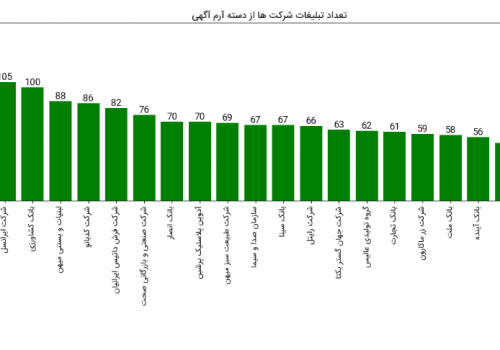 تعداد تبلیغات شرکت ها از دسته آرم آگهی
105
100
88
86
82
76
70
70
69
67
67
66
63
62
61
59
58
56
شرکت ایرانسل
بانک کشاورزی
لبنیات و بستنی میهن
شرکت کدبانو
شرکت فرش دالیس ایرانیان
شرکت صنعتی و بازرگانی صحت
بانک انصار
آدوین پلاستیک پرشین
شرکت طبیعت سبز میهن
سازمان صدا و سیما
بانک سینا
شرکت رایتل
شرکت جهان گستر یکتا
گروه تولیدی عالیس
بانک تجارت
شرکت زر ماکارون
بانک ملت
بانک آینده